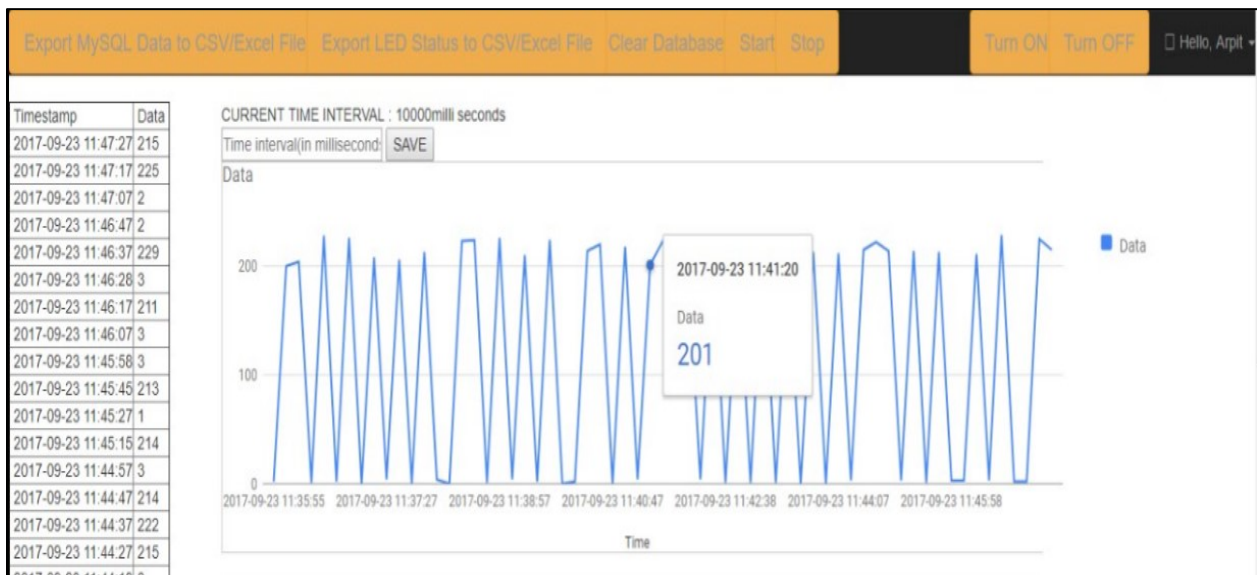 Export MySQL Data to CSV/Excel File Export LED Status to CSV/Excel File Clear Database Start Stop Turn ON Turn OFF Hello, Arpit
Timestamp Data
2017-09-23 11:47:27 215
2017-09-23 11:47:17 225
2017-09-23 11:47:07 2
2017-09-23 11:46:47 2
2017-09-23 11:46:37 229
2017-09-23 11:46:28 3
2017-09-23 11:46:17 211
2017-09-23 11:46:07 3
2017-09-23 11:45:58 3
2017-09-23 11:45:45 213
2017-09-23 11:45:27 1
2017-09-23 11:45:15 214
2017-09-23 11:44:57 3
2017-09-23 11:44:47 214
2017-09-23 11:44:37 222
2017-09-23 11:44:27 215
CURRENT TIME INTERVAL : 10000milli seconds
Time interval(in millisecond: SAVE
Data
200
100
0
2017-09-23 11:41:20
Data
201
Data
2017-09-23 11:35:55 2017-09-23 11:37:27 2017-09-23 11:38:57 2017-09-23 11:40:47 2017-09-23 11:42:38 2017-09-23 11:44:07 2017-09-23 11:45:58
Time